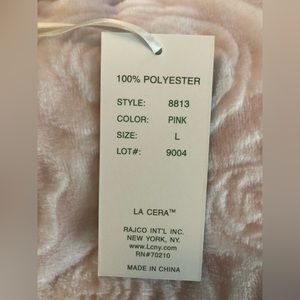 100% POLYESTER
STYLE: 8813
COLOR: PINK
SIZE: L
LOT#: 9004
LA CERA™
RAJCO INT'L INC.
NEW YORK, NY.
www.Lcny.com
RN#70210
MADE IN CHINA